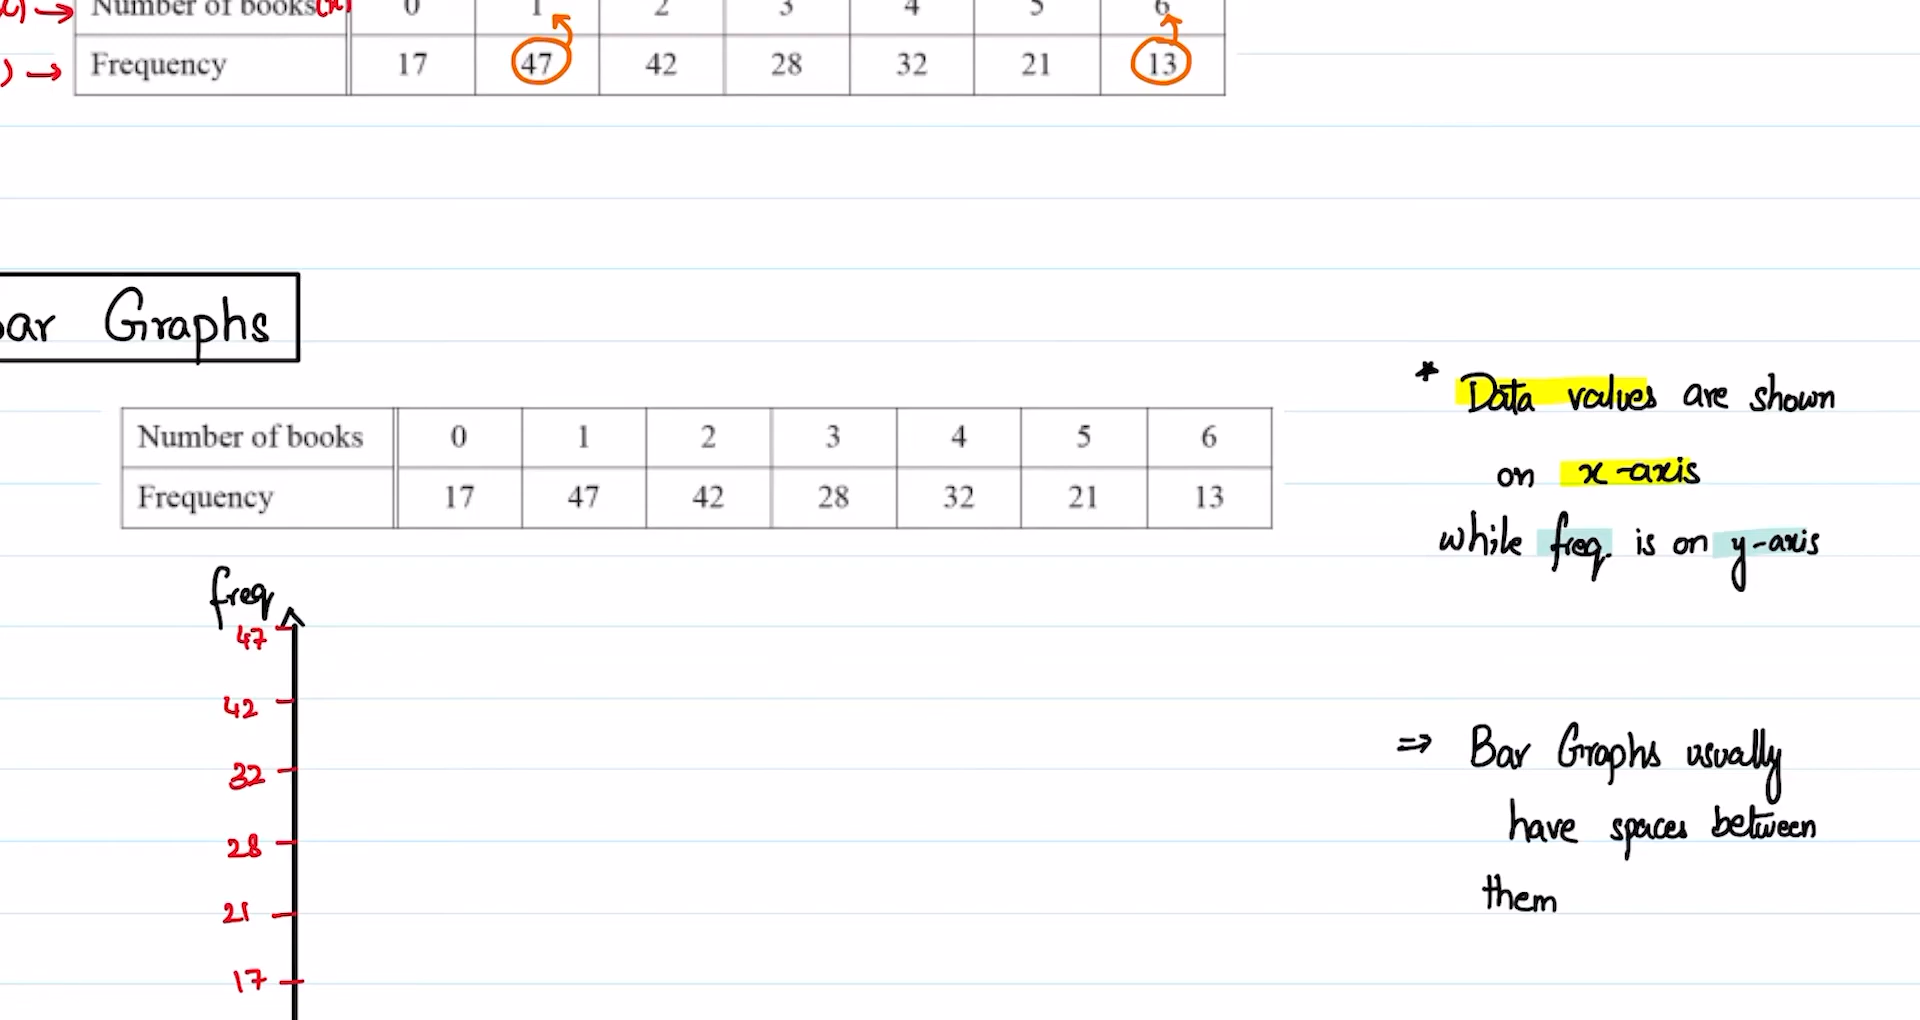 Number of books(x) 0 1 2 3 4 5 6
) → Frequency 17 47 42 28 32 21 13
Graphs
Number of books 0 1 2 3 4 5 6
Frequency 17 47 42 28 32 21 13
* Data values are shown
on x-axis
while freq. is on y-axis
freq
47
42
32
28
21
17
⇒ Bar Graphs usually
have spaces between
them